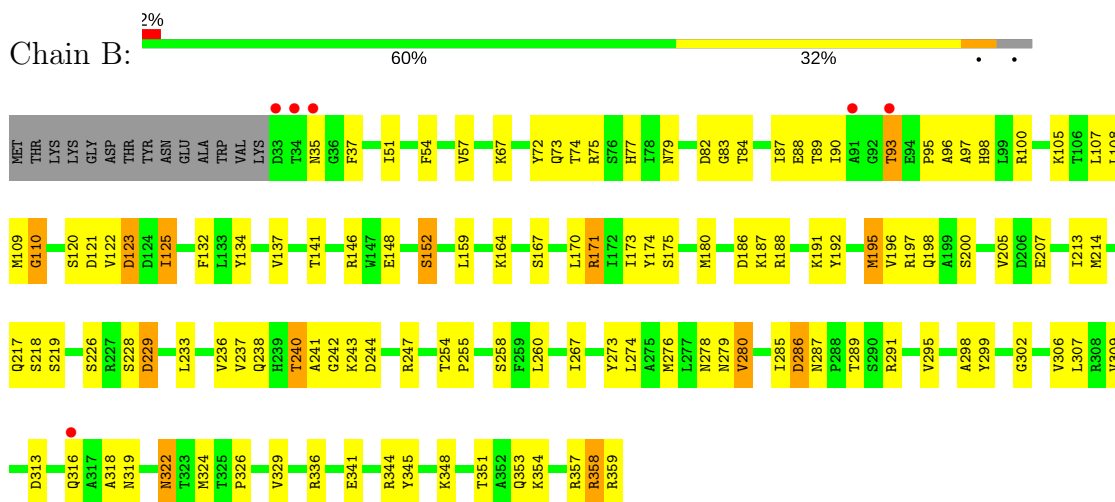 2%
Chain B:
60% 32% • •
MET THR LYS LYS GLY ASP THR TYR ASN GLU ALA TRP VAL LYS D33 T34 N35 G36 F37 I51 F54 V57 K67 Y72 Q73 T74 R75 S76 H77 I78 N79 D82 G83 T84 I87 E88 T89 I90 A91 G92 T93 E94 P95 A96 A97 H98 L99 R100 K105 T106 L107 L108
M109 G110 S120 D121 V122 D123 D124 I125 F132 L133 Y134 V137 T141 R146 W147 E148 S152 L159 K164 S167 L170 R171 I172 I173 Y174 S175 M180 D186 K187 R188 K191 Y192 M195 V196 R197 Q198 A199 S200 V205 D206 E207 I213 M214
Q217 S218 S219 S226 R227 S228 D229 L233 V236 V237 Q238 H239 T240 A241 G242 K243 D244 R247 T254 P255 S258 F259 L260 I267 Y273 L274 A275 M276 L277 N278 N279 V280 I285 D286 N287 P288 T289 S290 R291 V295 A298 Y299 G302 V306 L307 R308 V309
D313 Q316 A317 A318 N319 N322 T323 M324 T325 P326 V329 R336 E341 R344 Y345 K348 T351 A352 Q353 K354 R357 R358 R359